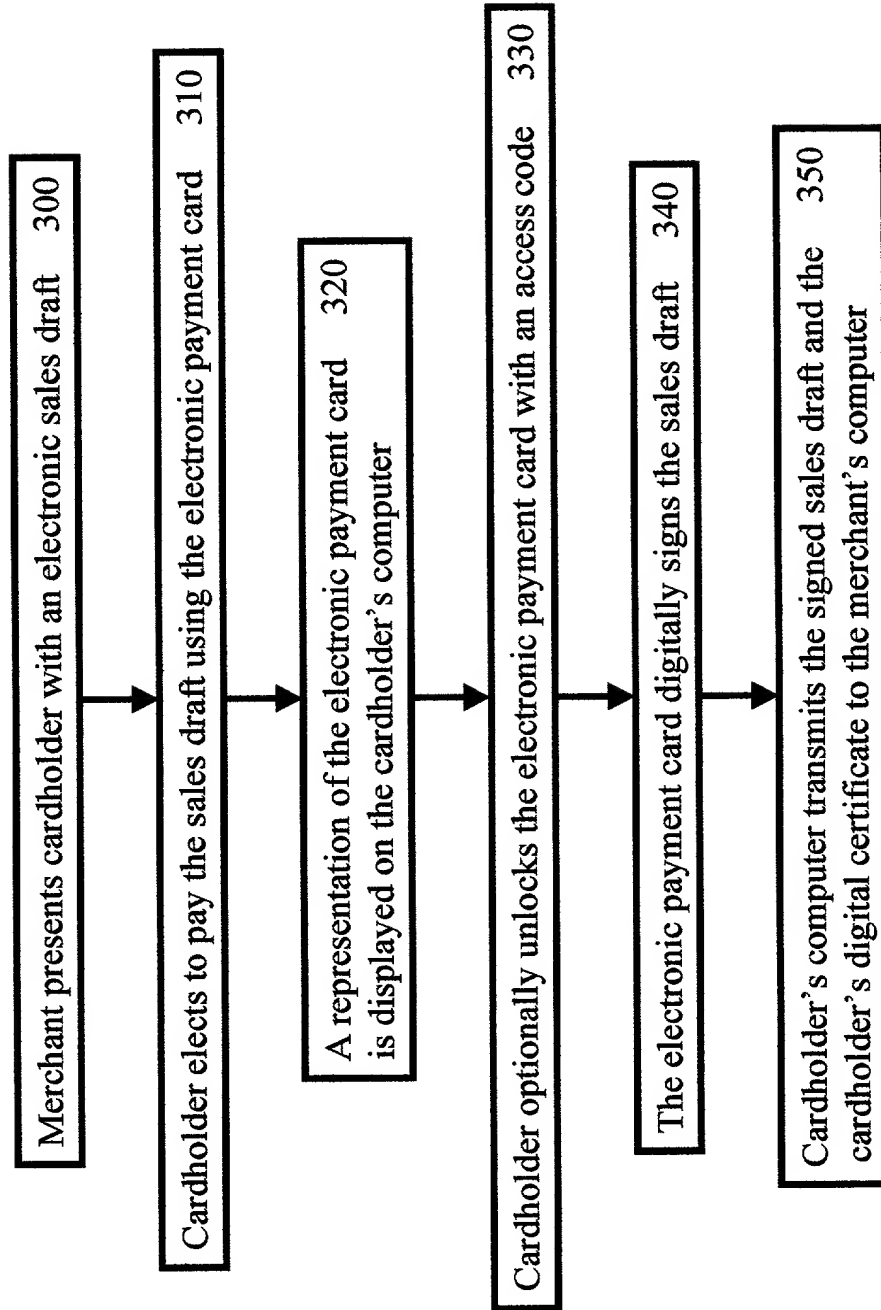 Merchant presents cardholder with an electronic sales draft 300
Cardholder elects to pay the sales draft using the electronic payment card 310
A representation of the electronic payment card 320
is displayed on the cardholder's computer
Cardholder optionally unlocks the electronic payment card with an access code 330
The electronic payment card digitally signs the sales draft 340
Cardholder's computer transmits the signed sales draft and the 350
cardholder's digital certificate to the merchant's computer